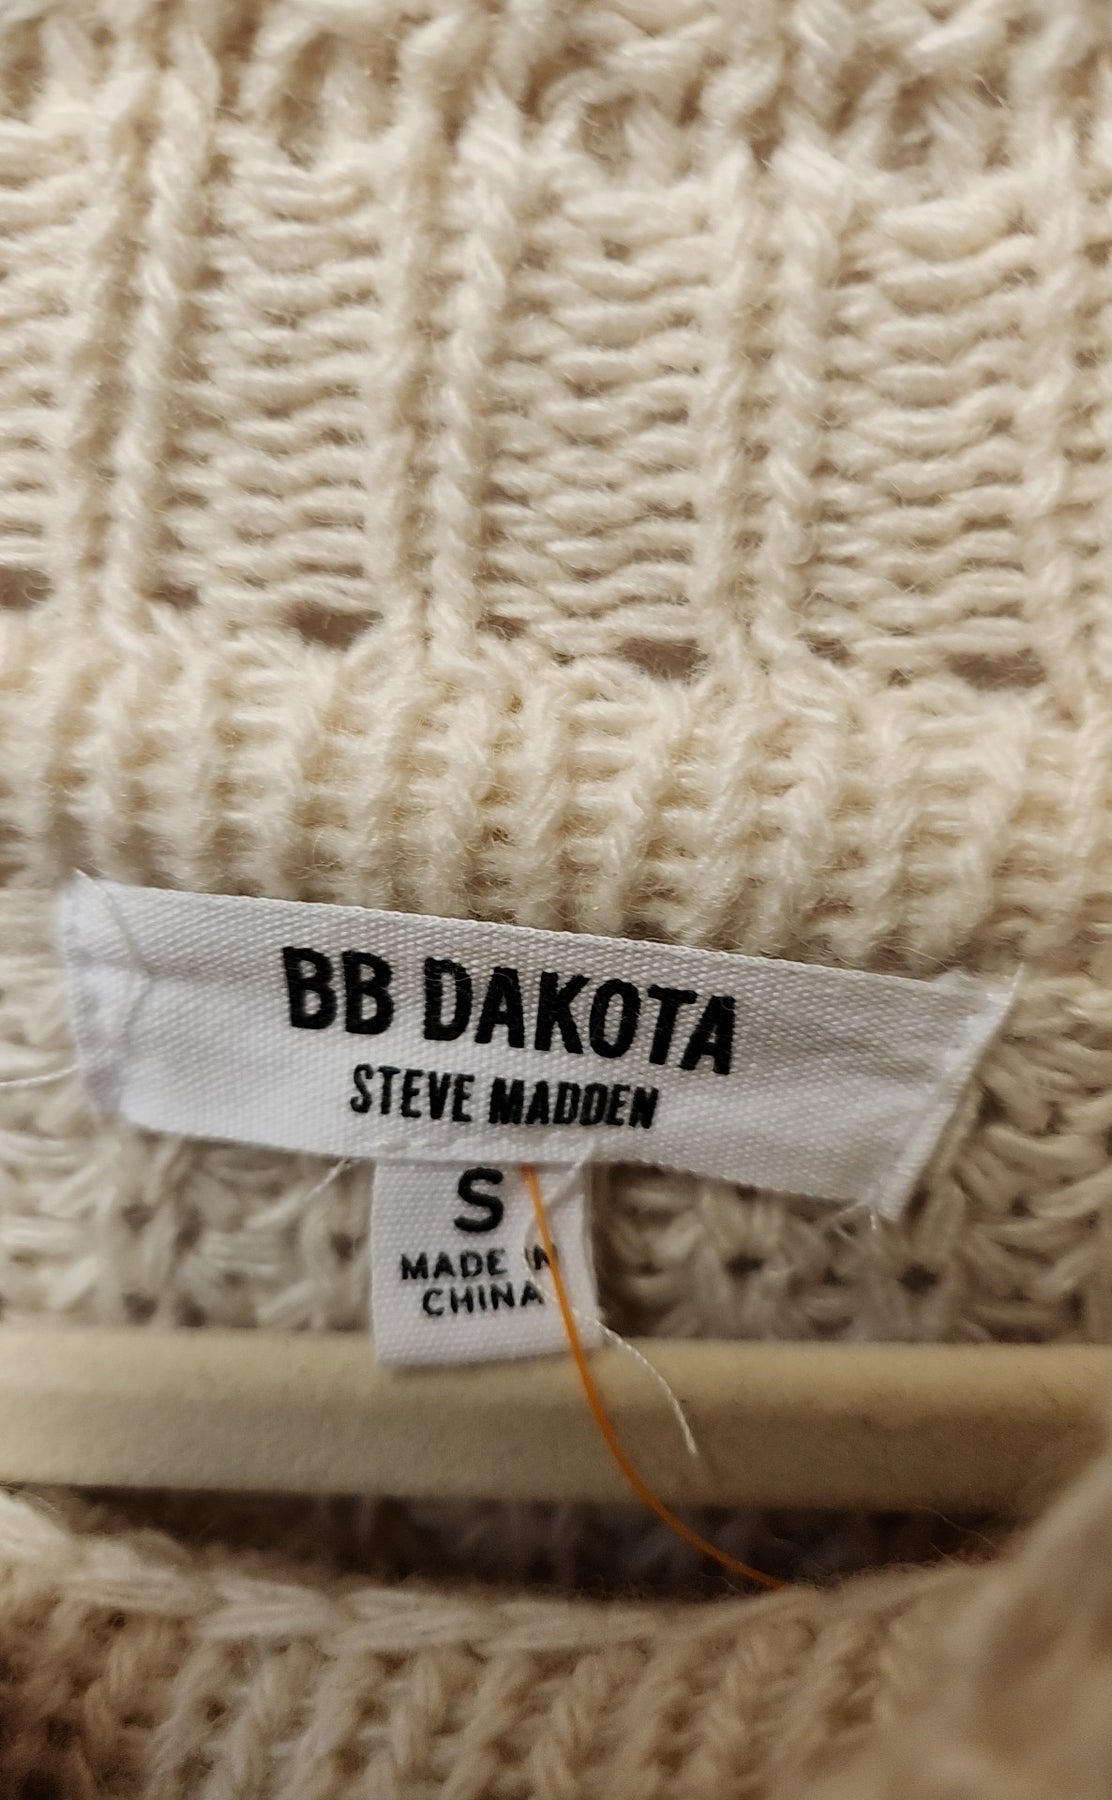 BB DAKOTA
STEVE MADDEN
S
MADE IN
CHINA